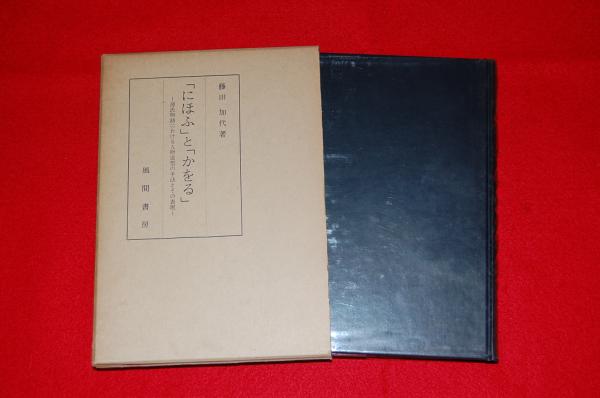 藤田加代著
「にほふ」と「かをる」
―源氏物語における人物造型の手法とその表現―
風間書房